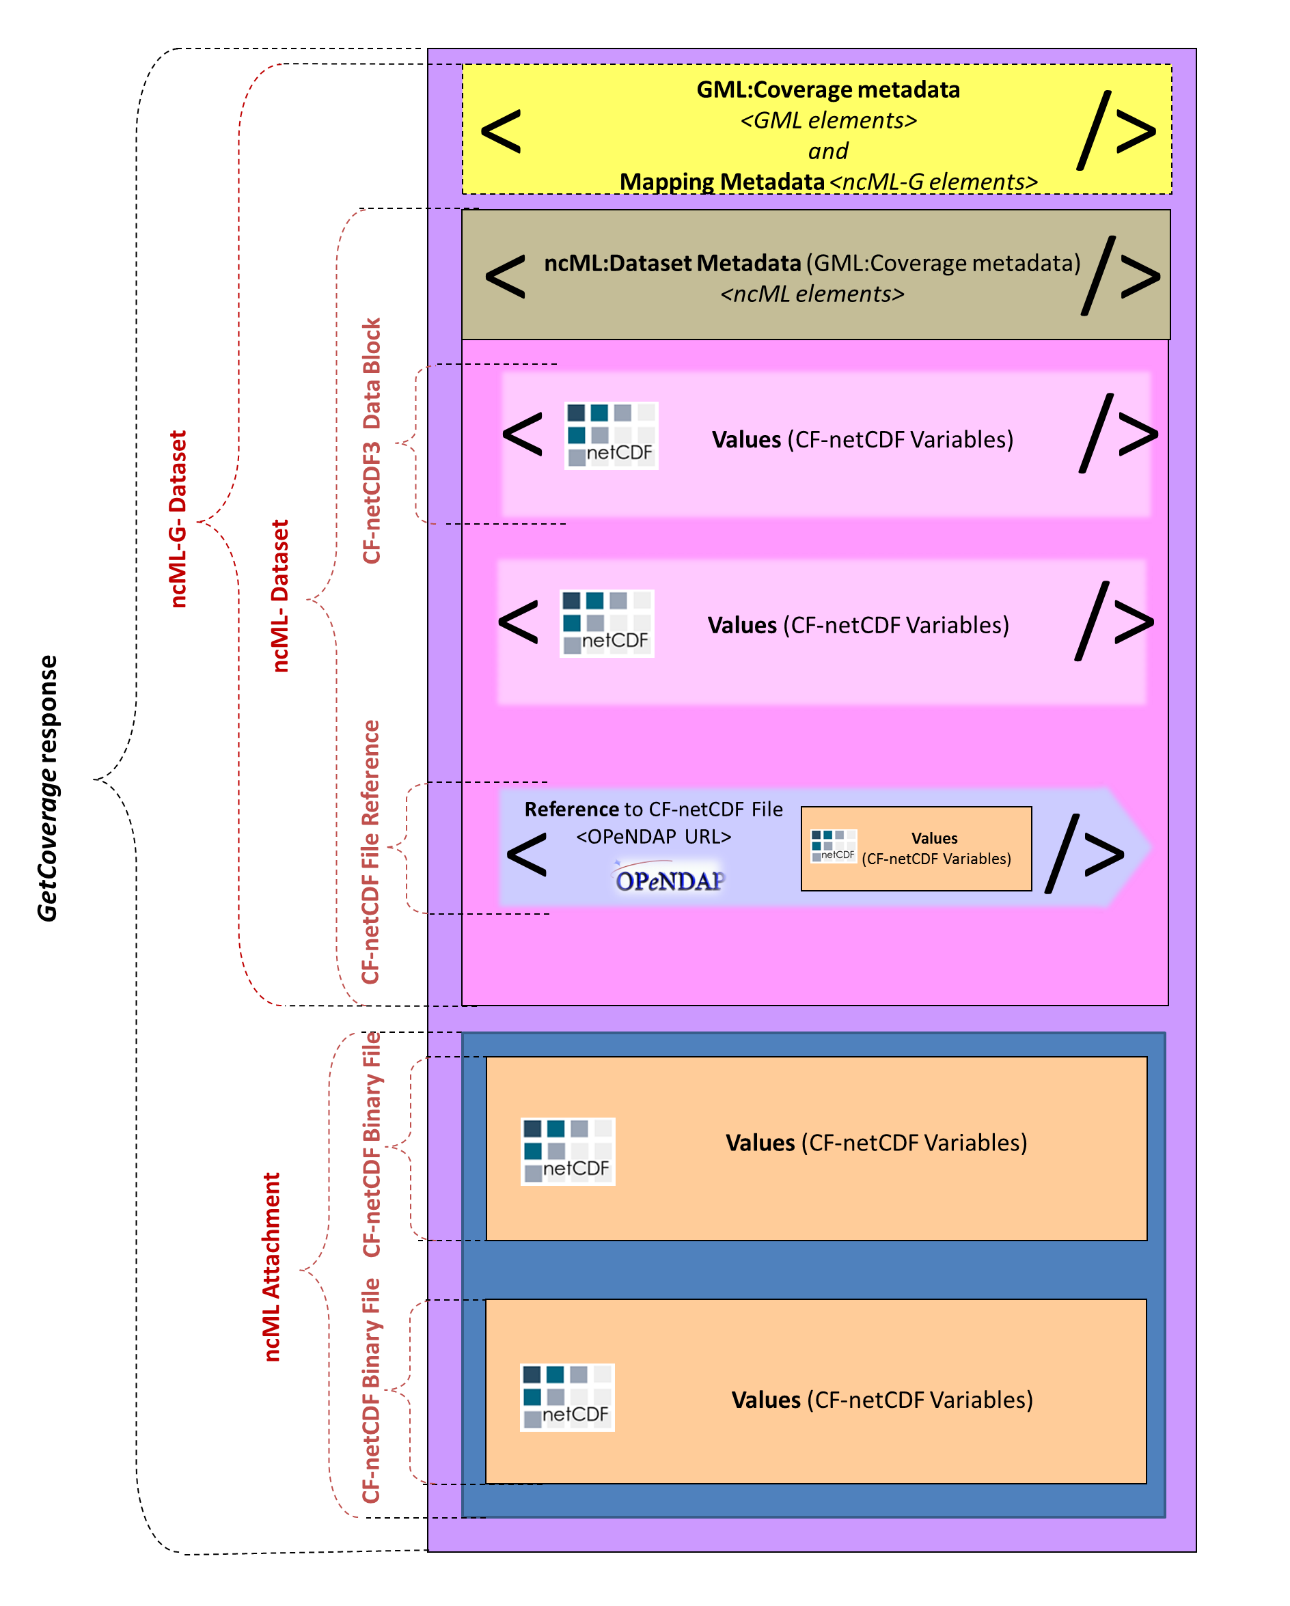 GML:Coverage metadata
< <GML elements> />
and
Mapping Metadata <ncML-G elements>
< ncML:Dataset Metadata (GML:Coverage metadata) />
<ncML elements>
CF-netCDF3 Data Block
< netCDF Values (CF-netCDF Variables) />
ncML-G- Dataset
ncML- Dataset
< netCDF Values (CF-netCDF Variables) />
GetCoverage response
CF-netCDF File Reference
Reference to CF-netCDF File
<OPeNDAP URL>
< OPeNDAP />
netCDF
Values
(CF-netCDF Variables)
CF-netCDF Binary File
netCDF Values (CF-netCDF Variables)
ncML Attachment
CF-netCDF Binary File
netCDF Values (CF-netCDF Variables)